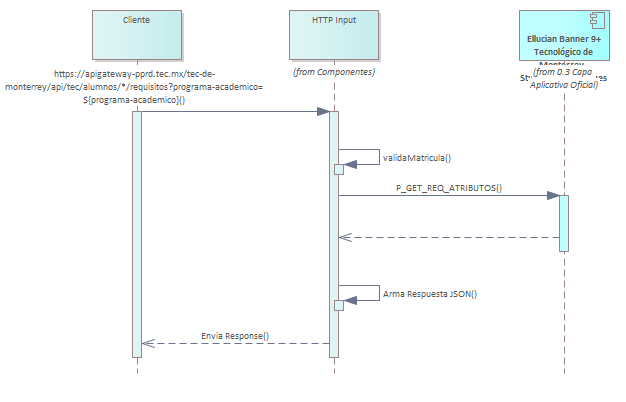 Cliente
HTTP Input
(from Componentes)
Ellucian Banner 9+
Tecnológico de
Monterrey
(from 0.3 Capa
Aplicativa Oficial)
https://apigateway-pprd.tec.mx/tec-de-
monterrey/api/tec/alumnos/*/requisitos?programa-academico=
${programa-academico}()
validaMatricula()
P_GET_REQ_ATRIBUTOS()
Arma Respuesta JSON()
Envía Response()